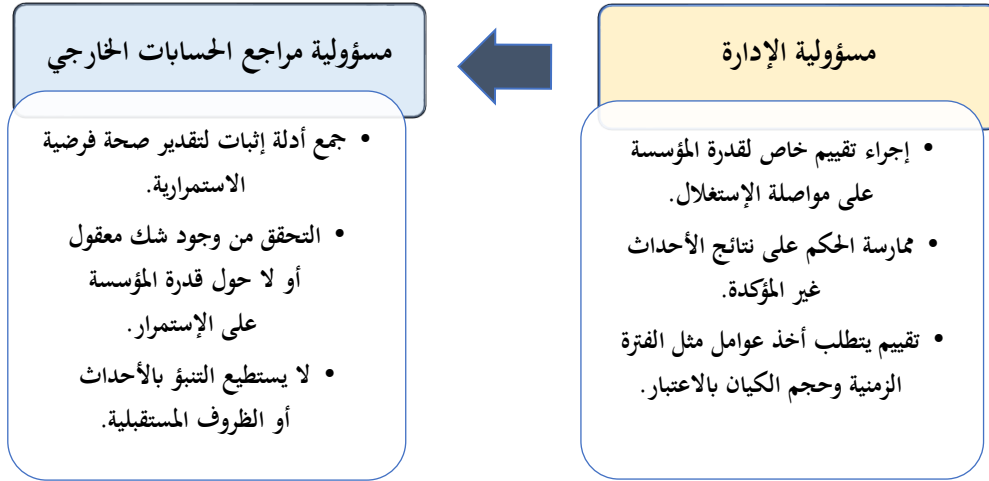 مسؤولية الإدارة
• إجراء تقييم خاص لقدرة المؤسسة
على مواصلة الإستغلال.
• ممارسة الحكم على نتائج الأحداث
غير المؤكدة.
• تقييم يتطلب أخذ عوامل مثل الفترة
الزمنية وحجم الكيان بالاعتبار.
مسؤولية مراجع الحسابات الخارجي
• جمع أدلة إثبات لتقدير صحة فرضية
الاستمرارية.
• التحقق من وجود شك معقول
أو لا حول قدرة المؤسسة
على الإستمرار.
• لا يستطيع التنبؤ بالأحداث
أو الظروف المستقبلية.